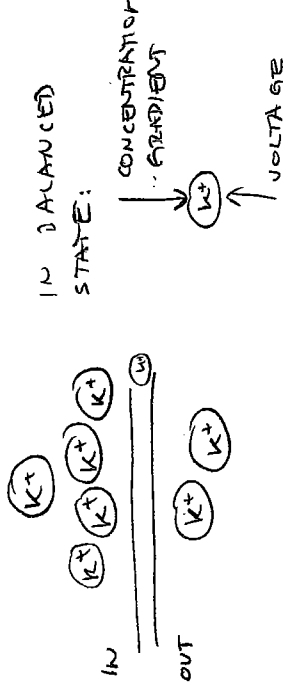 K+
K+ K+ K+ K+
IN
OUT
K+ K+
IN BALANCED
STATE:
CONCENTRATION
GRADIENT
K+
VOLTAGE